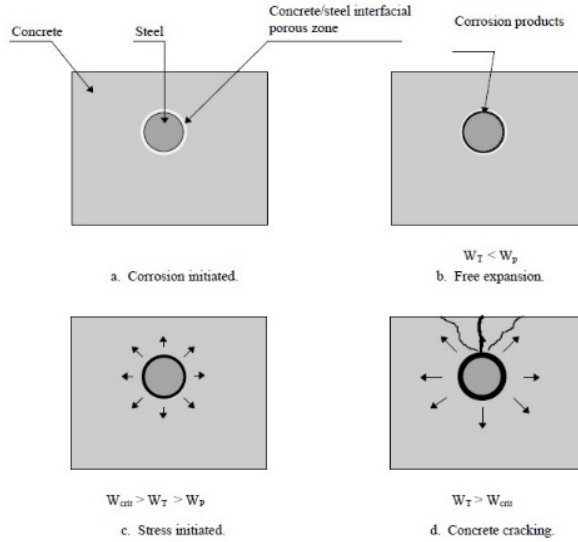 Concrete
Steel
Concrete/steel interfacial
porous zone
Corrosion products
a. Corrosion initiated.
W_T < W_P
b. Free expansion.
W_crit > W_T > W_P
c. Stress initiated.
W_T > W_crit
d. Concrete cracking.